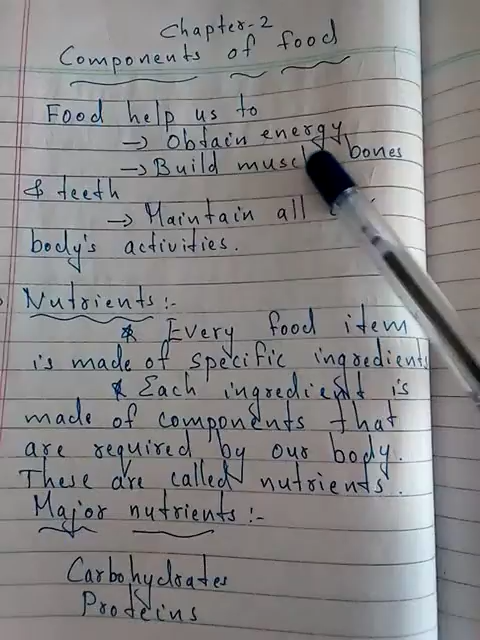 Chapter-2
Components of food
Food help us to
→ Obtain energy
→ Build bones
& teeth
→ Maintain all
body's activities.
Nutrients :-
* Every food item
is made of specific ingredients
* Each ingredient is
made of components that
are required by our body.
These are called nutrients.
Major nutrients :-
Carbohydrates
Proteins